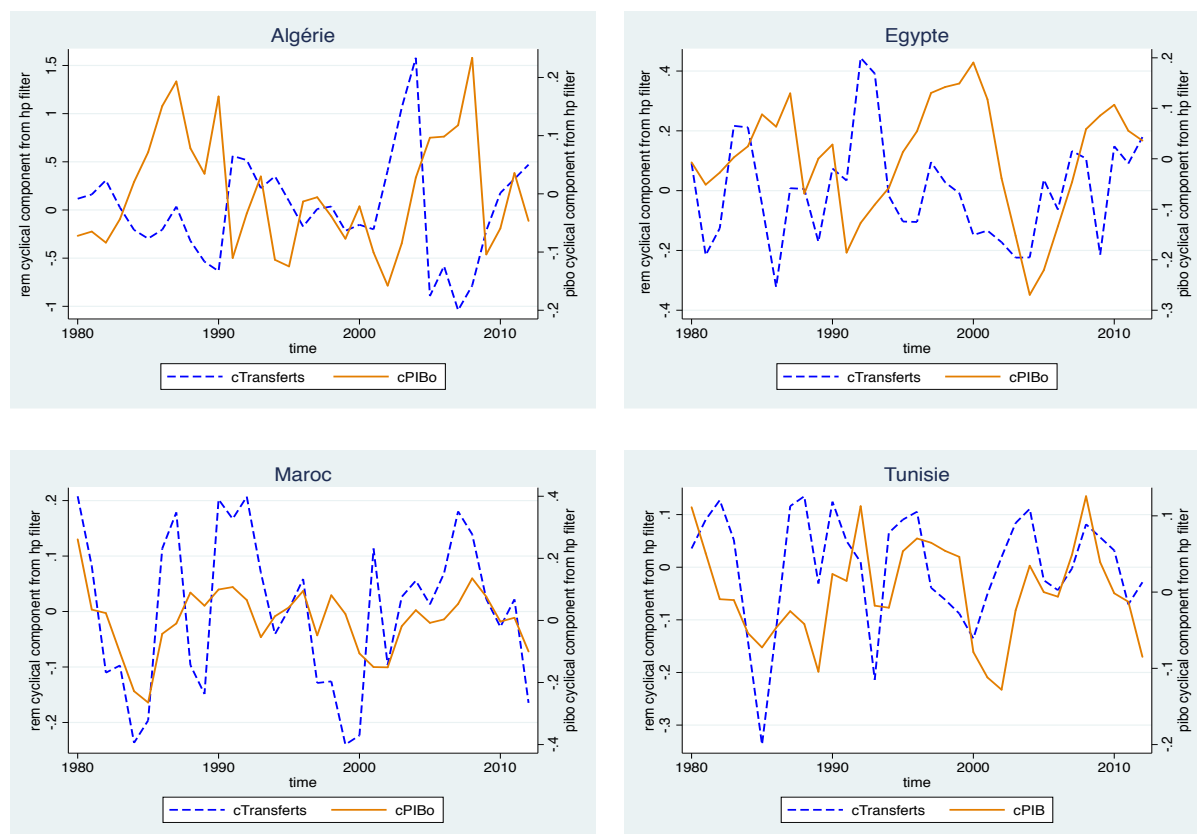 Algérie
rem cyclical component from hp filter
-1 -.5 0 .5 1 1.5
pibo cyclical component from hp filter
-.2 -.1 0 .1 .2
1980 1990 2000 2010
time
cTransferts cPIBo
Egypte
rem cyclical component from hp filter
-.4 -.2 0 .2 .4
pibo cyclical component from hp filter
-.3 -.2 -.1 0 .1 .2
1980 1990 2000 2010
time
cTransferts cPIBo
Maroc
rem cyclical component from hp filter
-.2 -.1 0 .1 .2
pibo cyclical component from hp filter
-.4 -.2 0 .2 .4
1980 1990 2000 2010
time
cTransferts cPIBo
Tunisie
rem cyclical component from hp filter
-.3 -.2 -.1 0 .1
pibo cyclical component from hp filter
-.2 -.1 0 .1
1980 1990 2000 2010
time
cTransferts cPIB